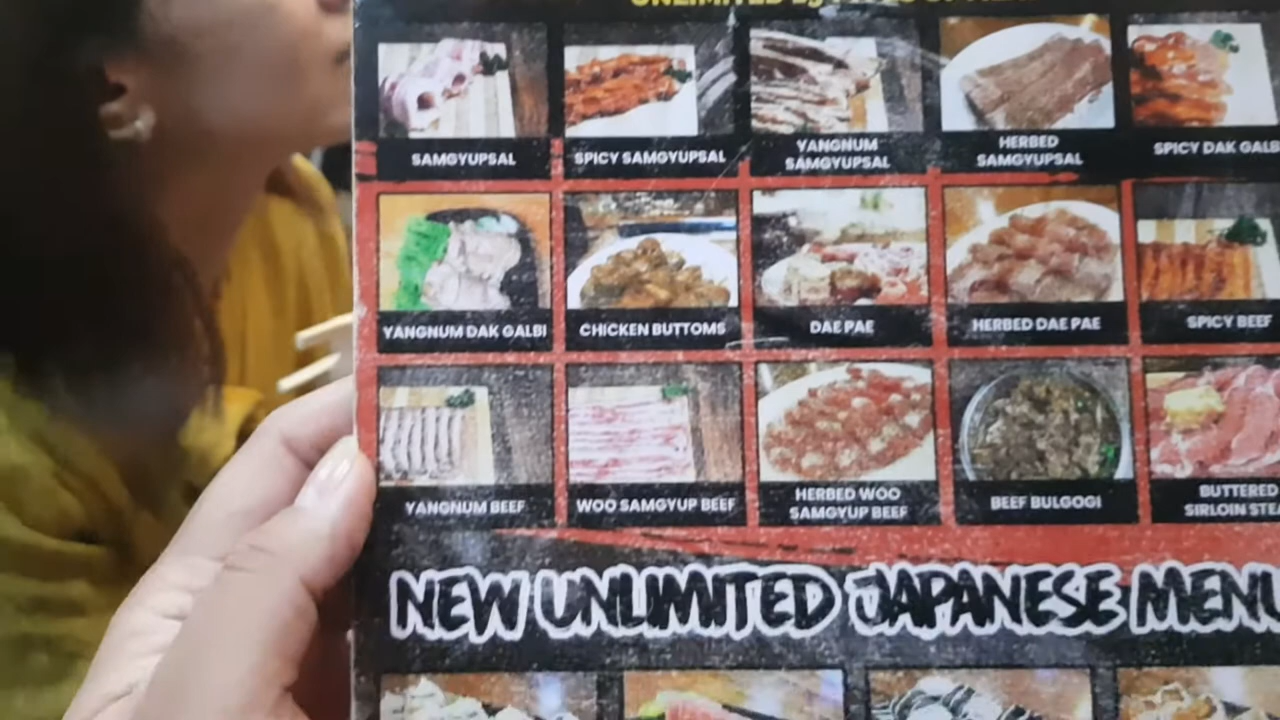 UNLIMITED
SAMGYUPSAL
SPICY SAMGYUPSAL
YANGNUM
SAMGYUPSAL
HERBED
SAMGYUPSAL
SPICY DAK GALB
YANGNUM DAK GALBI
CHICKEN BUTTOMS
DAE PAE
HERBED DAE PAE
SPICY BEEF
YANGNUM BEEF
WOO SAMGYUP BEEF
HERBED WOO
SAMGYUP BEEF
BEEF BULGOGI
BUTTERED
SIRLOIN STEA
NEW UNLIMITED JAPANESE MENU